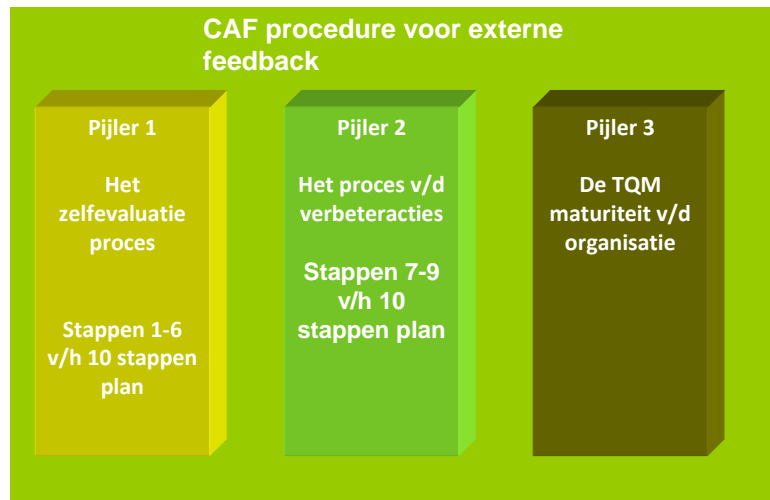 CAF procedure voor externe
feedback
Pijler 1
Het
zelfevaluatie
proces
Stappen 1-6
v/h 10 stappen
plan
Pijler 2
Het proces v/d
verbeteracties
Stappen 7-9
v/h 10
stappen plan
Pijler 3
De TQM
maturiteit v/d
organisatie